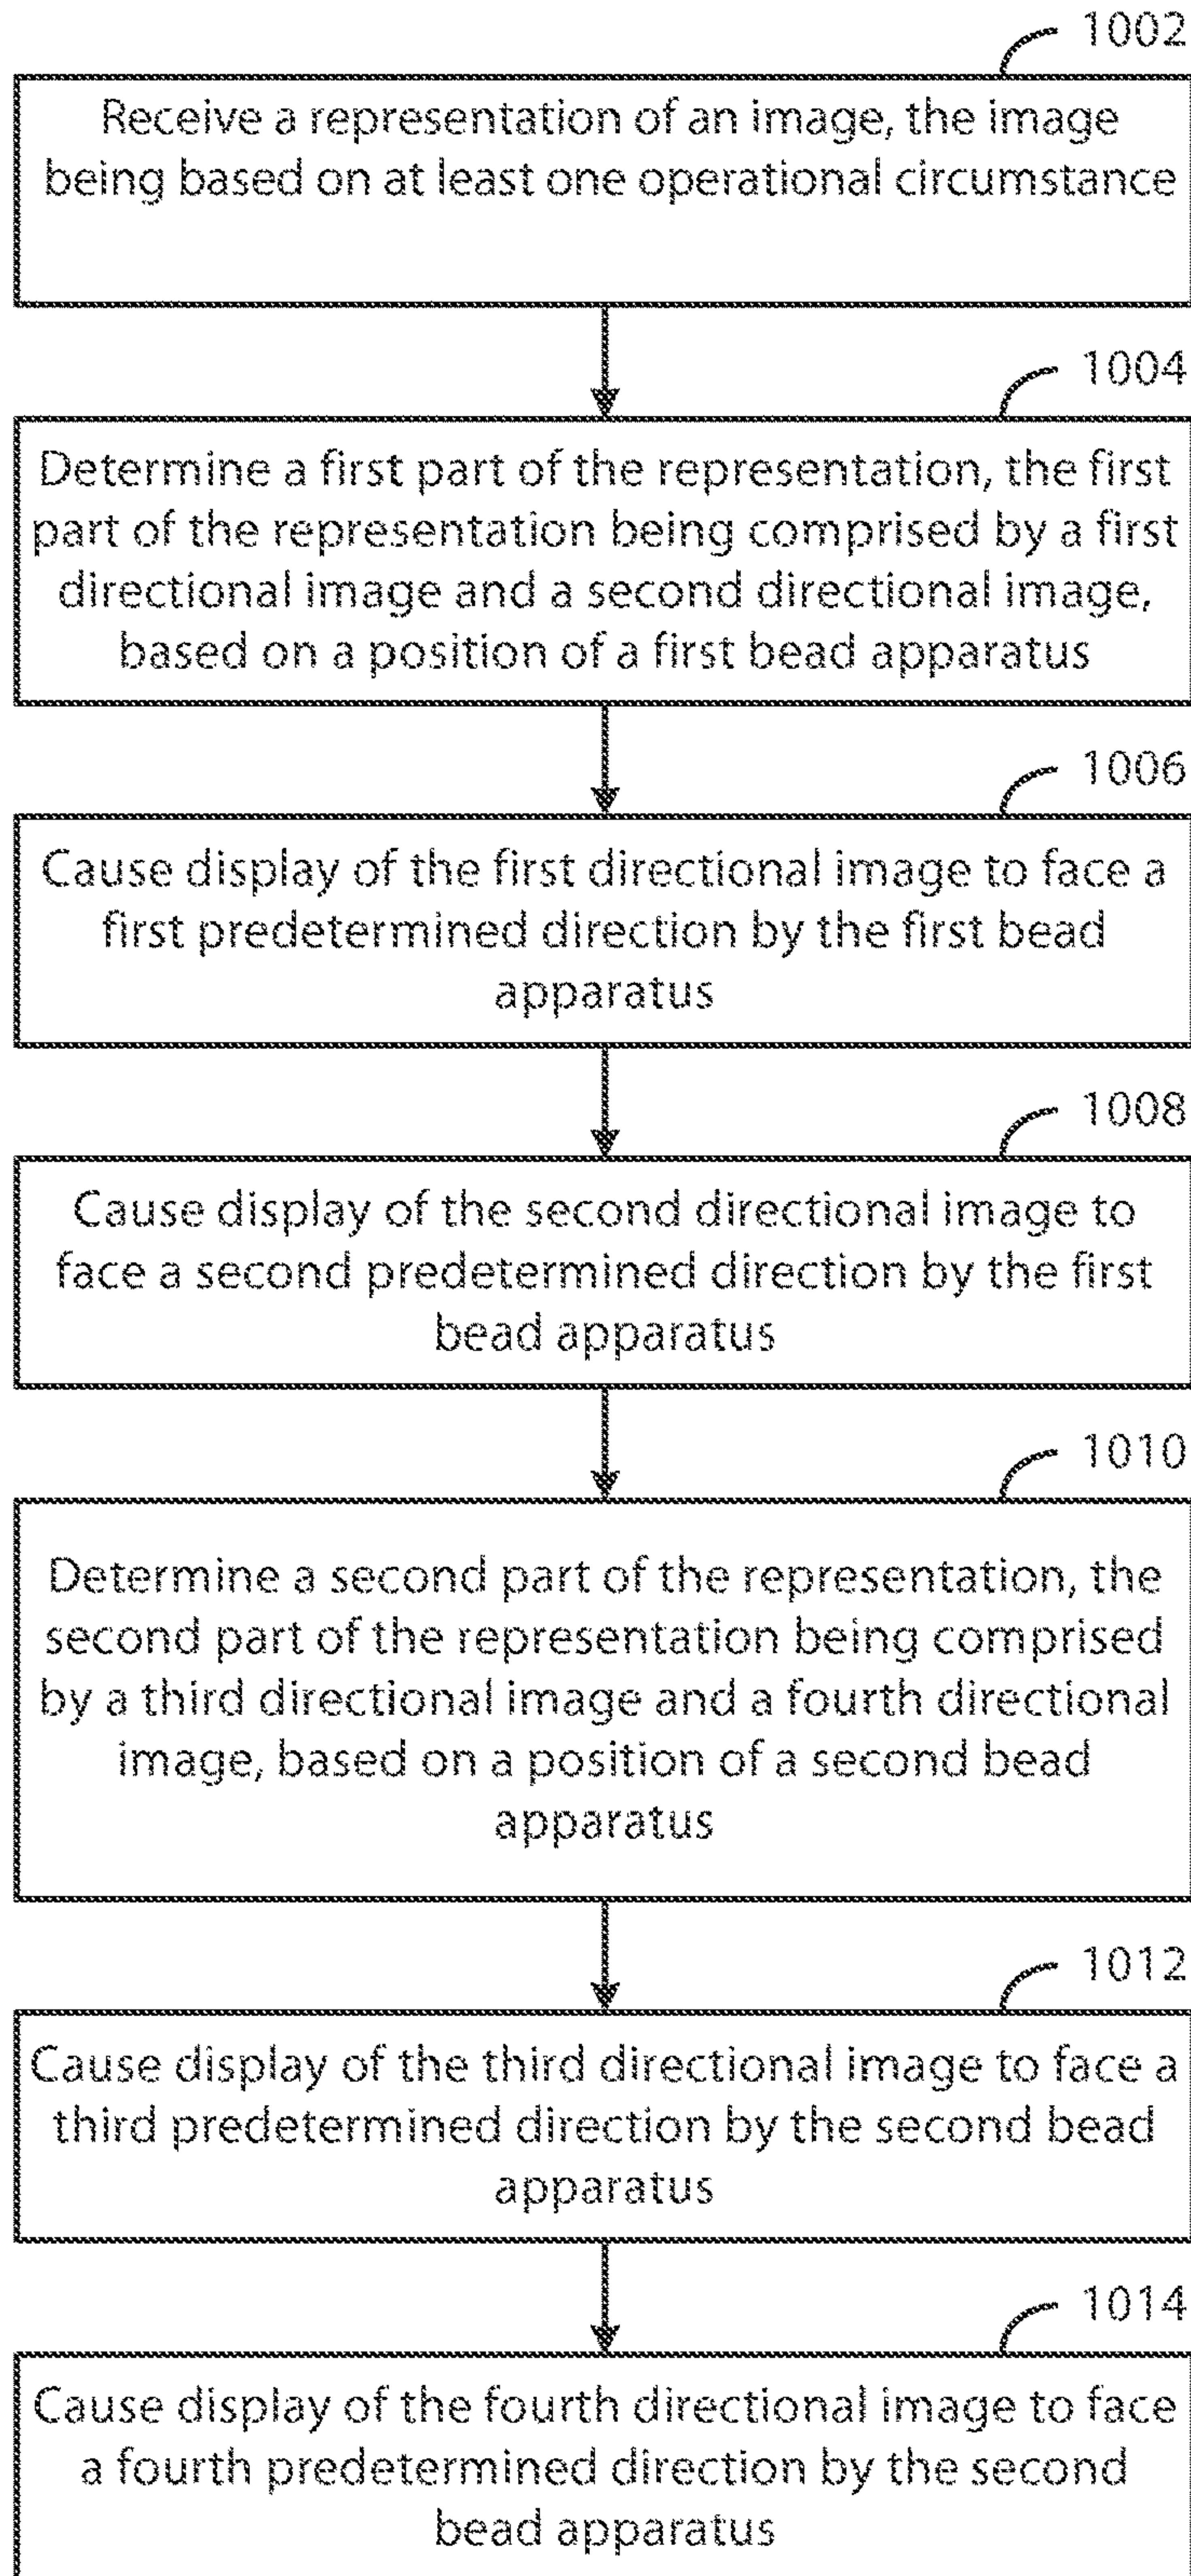 1002
Receive a representation of an image, the image
being based on at least one operational circumstance
1004
Determine a first part of the representation, the first
part of the representation being comprised by a first
directional image and a second directional image,
based on a position of a first bead apparatus
1006
Cause display of the first directional image to face a
first predetermined direction by the first bead
apparatus
1008
Cause display of the second directional image to
face a second predetermined direction by the first
bead apparatus
1010
Determine a second part of the representation, the
second part of the representation being comprised
by a third directional image and a fourth directional
image, based on a position of a second bead
apparatus
1012
Cause display of the third directional image to face a
third predetermined direction by the second bead
apparatus
1014
Cause display of the fourth directional image to face
a fourth predetermined direction by the second
bead apparatus